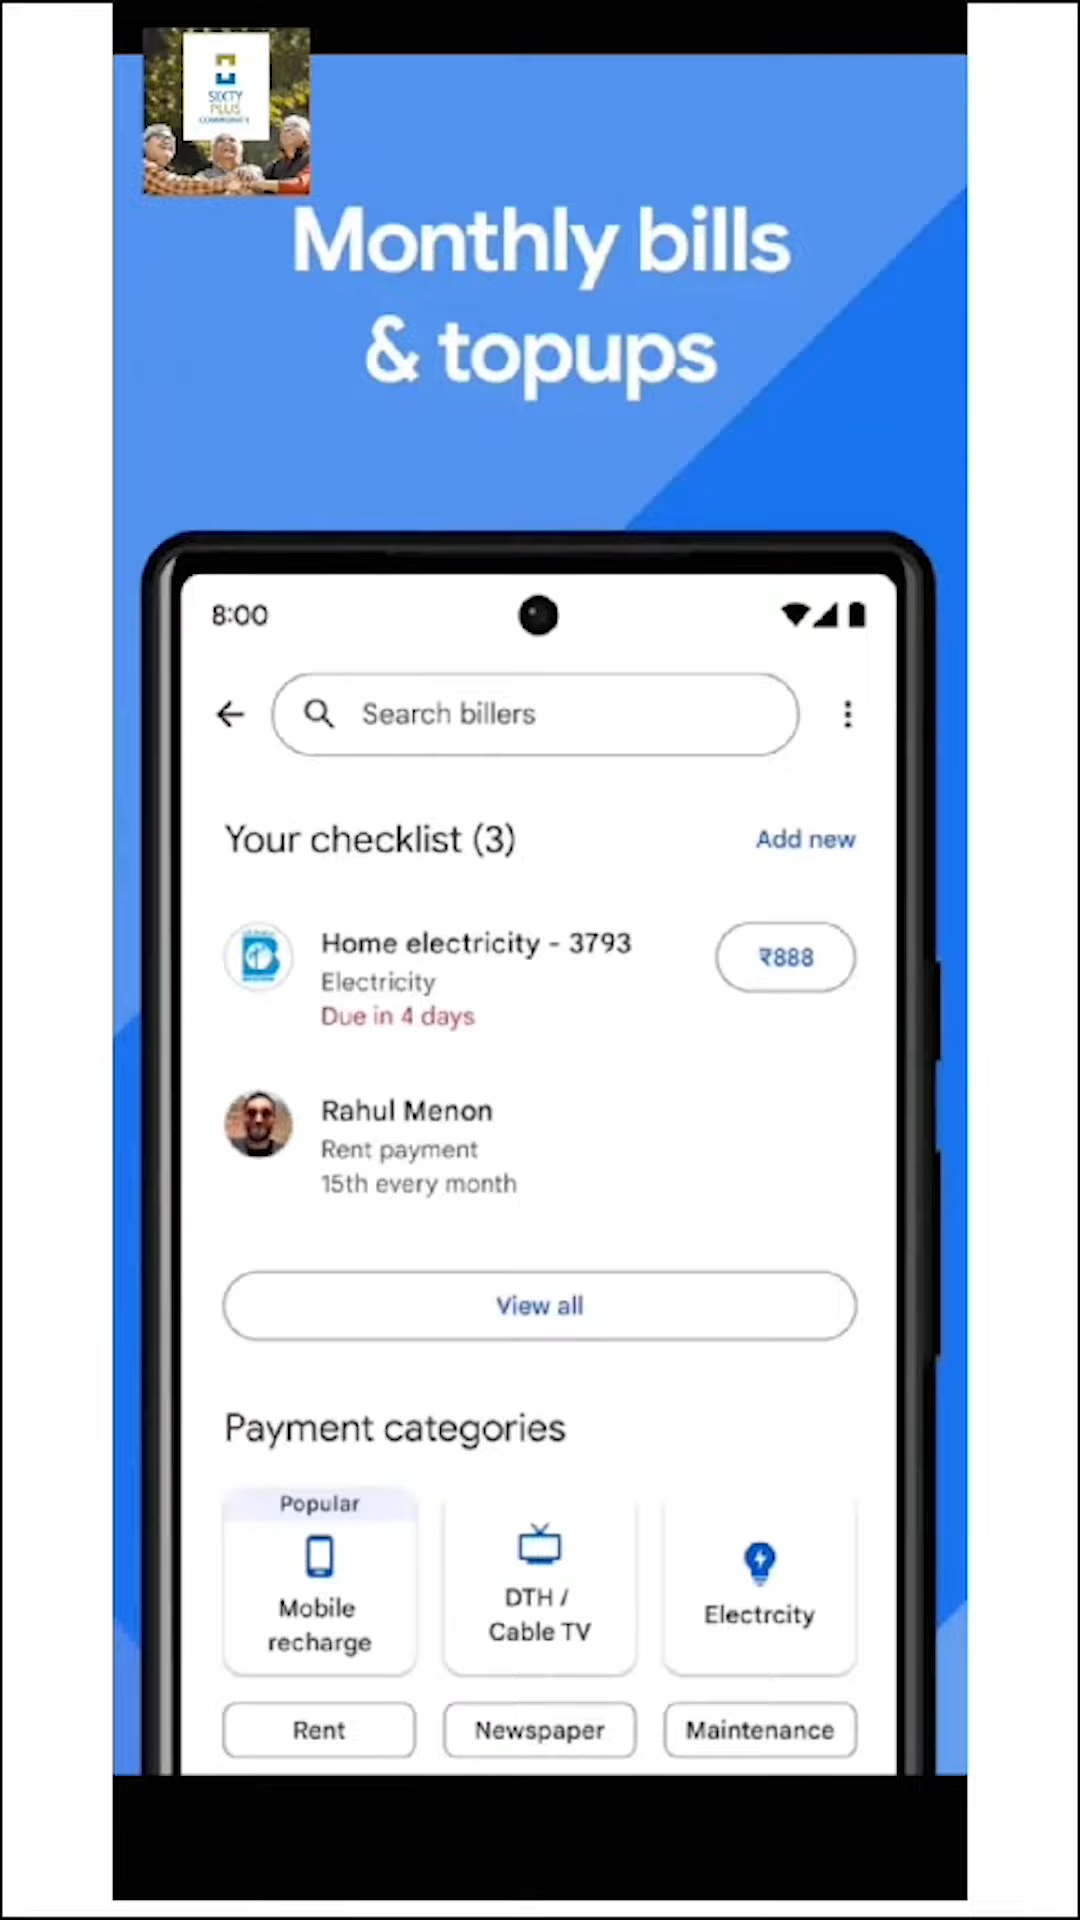 SIXTY
PLUS
COMMUNITY
Monthly bills
& topups
8:00
Search billers
Your checklist (3)
Add new
Home electricity - 3793
₹888
Electricity
Due in 4 days
Rahul Menon
Rent payment
15th every month
View all
Payment categories
Popular
Mobile
recharge
DTH /
Cable TV
Electrcity
Rent
Newspaper
Maintenance